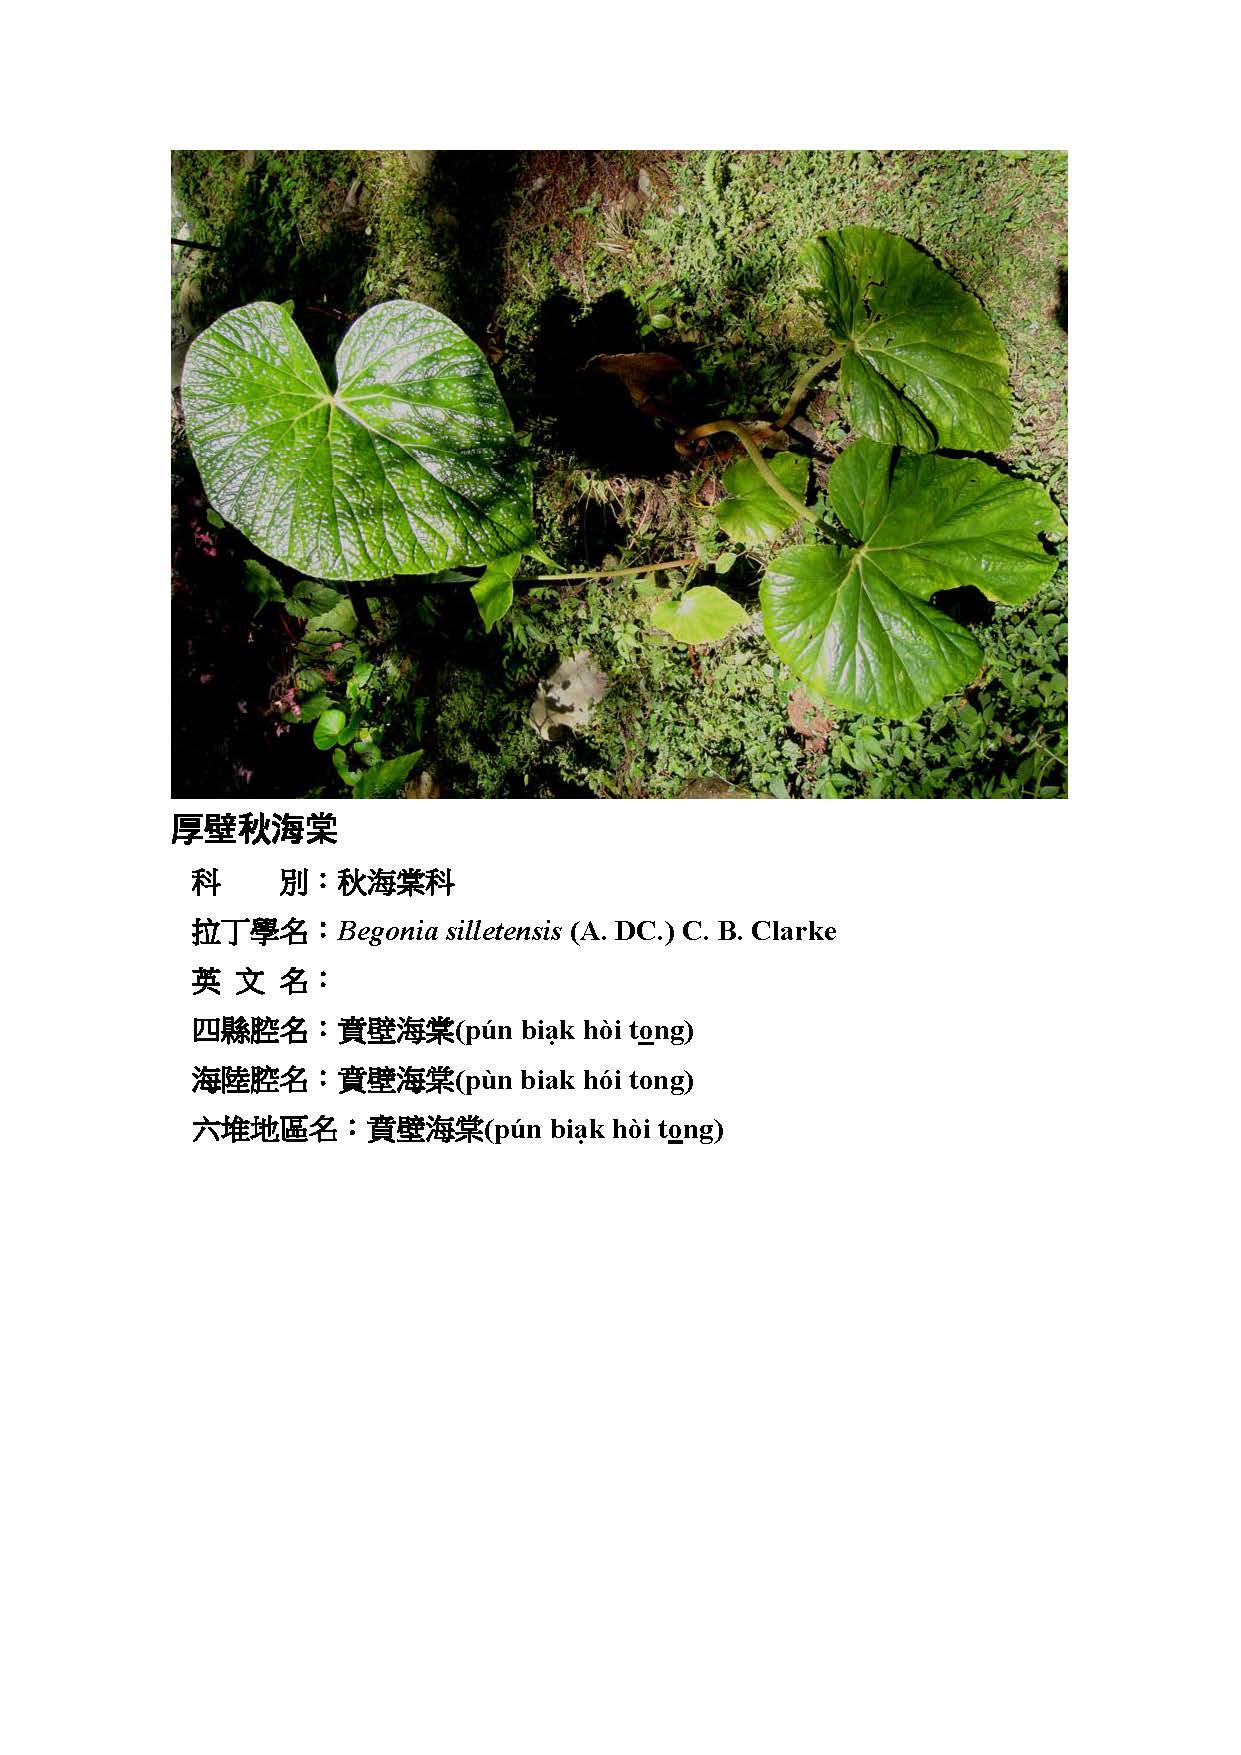 厚壁秋海棠
科　　別：秋海棠科
拉丁學名：Begonia silletensis (A. DC.) C. B. Clarke
英 文 名：
四縣腔名：賁壁海棠(pún bia̩k hòi to̲ng)
海陸腔名：賁壁海棠(pùn biak hói tong)
六堆地區名：賁壁海棠(pún bia̩k hòi to̲ng)